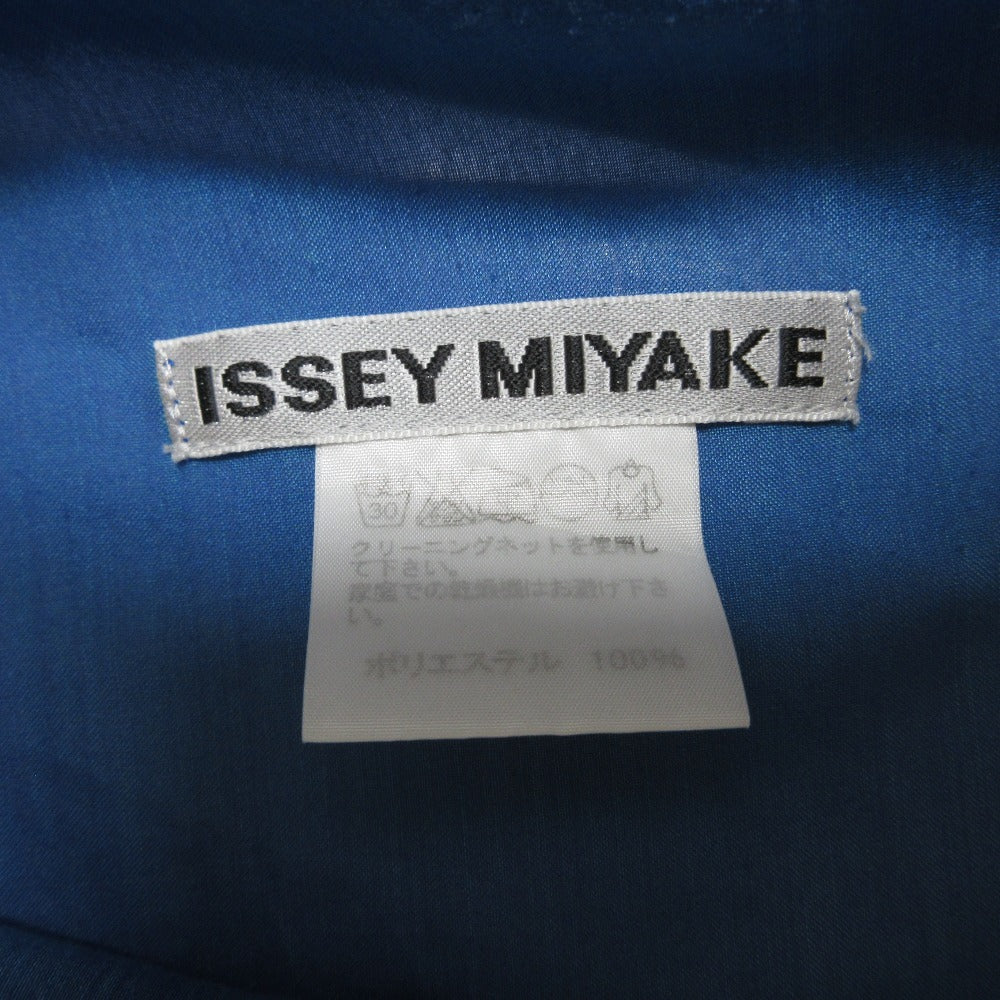 ISSEY MIYAKE
30
クリーニングネットを使用し
て下さい。
での乾燥機はお避け下さ
い。
ポリエステル 100%